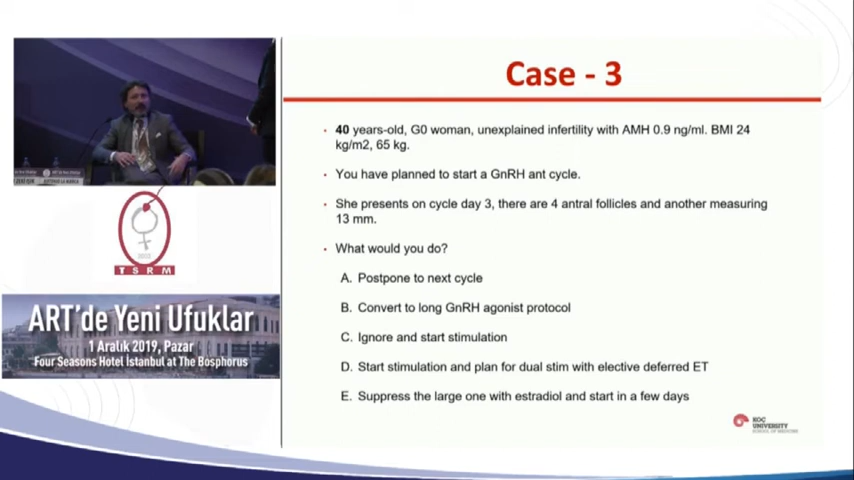 Case - 3
40 years-old, G0 woman, unexplained infertility with AMH 0.9 ng/ml. BMI 24
kg/m2, 65 kg.
You have planned to start a GnRH ant cycle.
She presents on cycle day 3, there are 4 antral follicles and another measuring
13 mm.
What would you do?
A. Postpone to next cycle
B. Convert to long GnRH agonist protocol
C. Ignore and start stimulation
D. Start stimulation and plan for dual stim with elective deferred ET
E. Suppress the large one with estradiol and start in a few days
TSRM
ART'de Yeni Ufuklar
1 Aralık 2019, Pazar
Four Seasons Hotel İstanbul at The Bosphorus
KOÇ
UNIVERSITY
SCHOOL OF MEDICINE